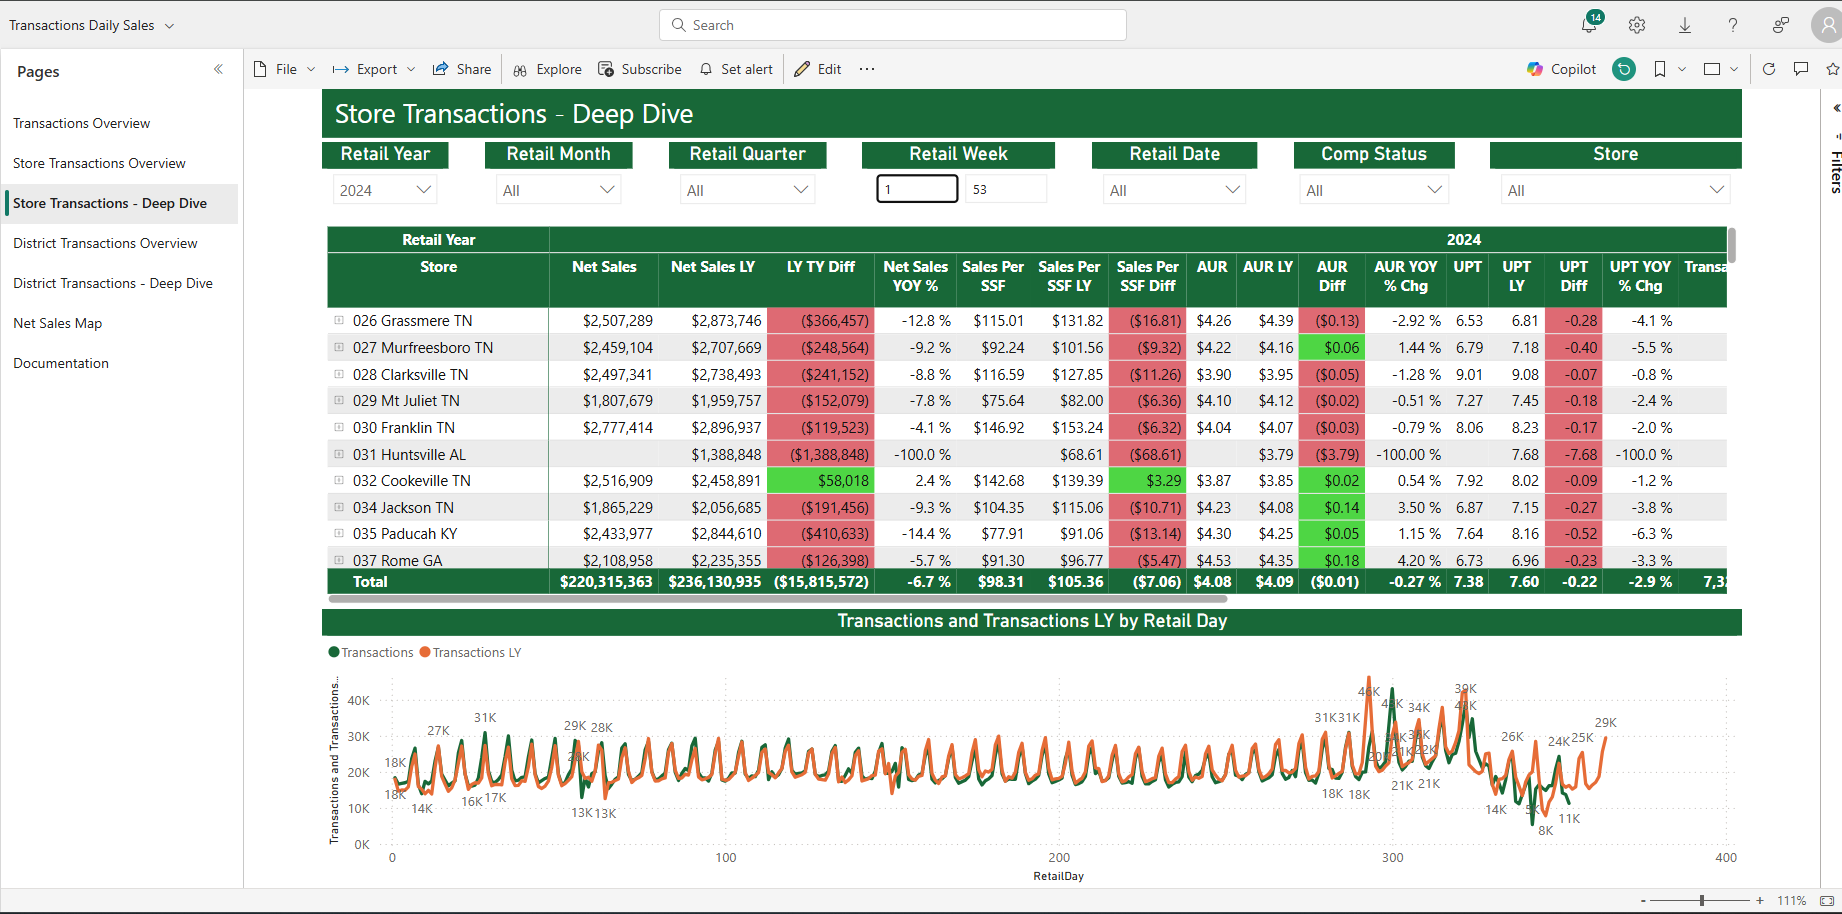 Transactions Daily Sales
Search
14
Pages
File
Export
Share
Explore
Subscribe
Set alert
Edit
Copilot
Transactions Overview
Store Transactions Overview
Store Transactions - Deep Dive
District Transactions Overview
District Transactions - Deep Dive
Net Sales Map
Documentation
Filters
Store Transactions - Deep Dive
Retail Year Retail Month Retail Quarter Retail Week Retail Date Comp Status Store
2024 All All 1 53 All All All
Retail Year 2024
Store Net Sales Net Sales LY LY TY Diff Net Sales YOY % Sales Per SSF Sales Per SSF LY Sales Per SSF Diff AUR AUR LY AUR Diff AUR YOY % Chg UPT UPT LY UPT Diff UPT YOY % Chg Transa
026 Grassmere TN $2,507,289 $2,873,746 ($366,457) -12.8 % $115.01 $131.82 ($16.81) $4.26 $4.39 ($0.13) -2.92 % 6.53 6.81 -0.28 -4.1 %
027 Murfreesboro TN $2,459,104 $2,707,669 ($248,564) -9.2 % $92.24 $101.56 ($9.32) $4.22 $4.16 $0.06 1.44 % 6.79 7.18 -0.40 -5.5 %
028 Clarksville TN $2,497,341 $2,738,493 ($241,152) -8.8 % $116.59 $127.85 ($11.26) $3.90 $3.95 ($0.05) -1.28 % 9.01 9.08 -0.07 -0.8 %
029 Mt Juliet TN $1,807,679 $1,959,757 ($152,079) -7.8 % $75.64 $82.00 ($6.36) $4.10 $4.12 ($0.02) -0.51 % 7.27 7.45 -0.18 -2.4 %
030 Franklin TN $2,777,414 $2,896,937 ($119,523) -4.1 % $146.92 $153.24 ($6.32) $4.04 $4.07 ($0.03) -0.79 % 8.06 8.23 -0.17 -2.0 %
031 Huntsville AL $1,388,848 ($1,388,848) -100.0 % $68.61 ($68.61) $3.79 ($3.79) -100.00 % 7.68 -7.68 -100.0 %
032 Cookeville TN $2,516,909 $2,458,891 $58,018 2.4 % $142.68 $139.39 $3.29 $3.87 $3.85 $0.02 0.54 % 7.92 8.02 -0.09 -1.2 %
034 Jackson TN $1,865,229 $2,056,685 ($191,456) -9.3 % $104.35 $115.06 ($10.71) $4.23 $4.08 $0.14 3.50 % 6.87 7.15 -0.27 -3.8 %
035 Paducah KY $2,433,977 $2,844,610 ($410,633) -14.4 % $77.91 $91.06 ($13.14) $4.30 $4.25 $0.05 1.15 % 7.64 8.16 -0.52 -6.3 %
037 Rome GA $2,108,958 $2,235,355 ($126,398) -5.7 % $91.30 $96.77 ($5.47) $4.53 $4.35 $0.18 4.20 % 6.73 6.96 -0.23 -3.3 %
Total $220,315,363 $236,130,935 ($15,815,572) -6.7 % $98.31 $105.36 ($7.06) $4.08 $4.09 ($0.01) -0.27 % 7.38 7.60 -0.22 -2.9 %
Transactions and Transactions LY by Retail Day
Transactions Transactions LY
Transactions and Transactions...
40K
30K
20K
10K
0K
18K 18K 27K 14K 31K 16K 17K 29K 28K 13K 13K
31K 31K 18K 18K 46K 34K 21K 21K 39K 14K 26K 8K 24K 25K 11K 29K
0 100 200 300 400
RetailDay
- + 111%